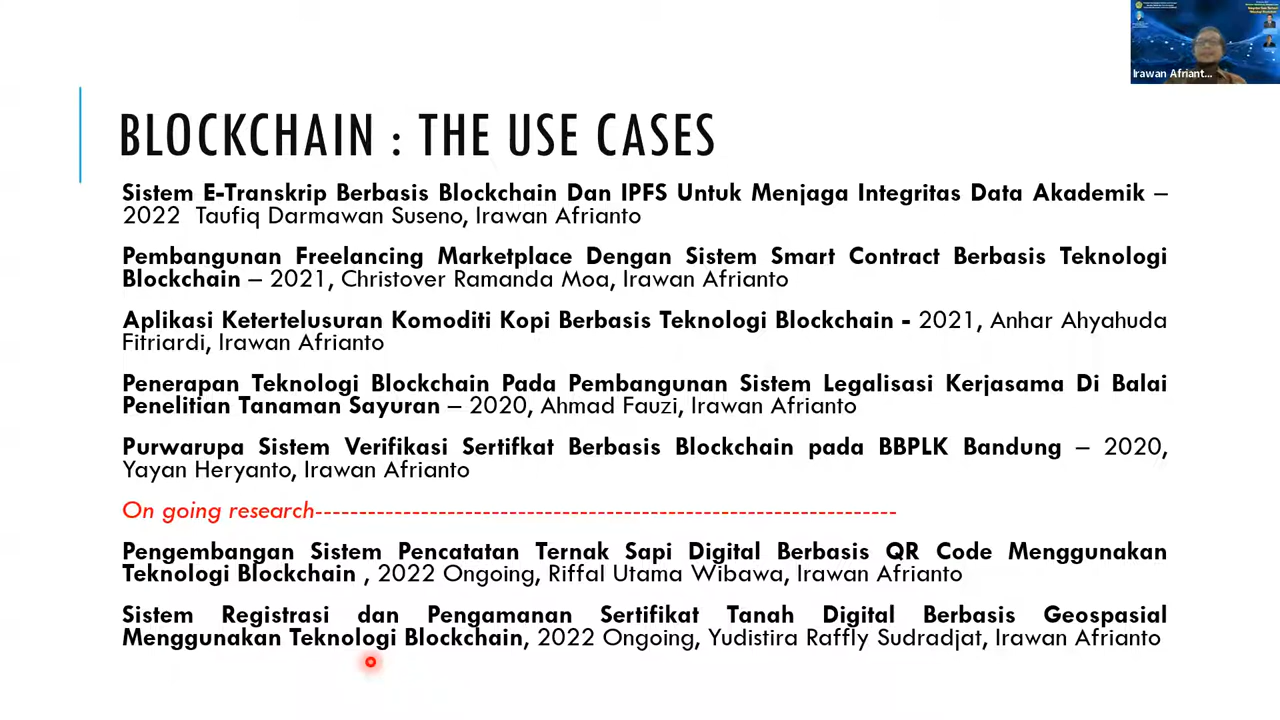 Irawan Afriant...
BLOCKCHAIN : THE USE CASES
Sistem E-Transkrip Berbasis Blockchain Dan IPFS Untuk Menjaga Integritas Data Akademik –
2022 Taufiq Darmawan Suseno, Irawan Afrianto
Pembangunan Freelancing Marketplace Dengan Sistem Smart Contract Berbasis Teknologi
Blockchain – 2021, Christover Ramanda Moa, Irawan Afrianto
Aplikasi Ketertelusuran Komoditi Kopi Berbasis Teknologi Blockchain - 2021, Anhar Ahyahuda
Fitriardi, Irawan Afrianto
Penerapan Teknologi Blockchain Pada Pembangunan Sistem Legalisasi Kerjasama Di Balai
Penelitian Tanaman Sayuran – 2020, Ahmad Fauzi, Irawan Afrianto
Purwarupa Sistem Verifikasi Sertifkat Berbasis Blockchain pada BBPLK Bandung – 2020,
Yayan Heryanto, Irawan Afrianto
On going research------------------------------------------------------------------
Pengembangan Sistem Pencatatan Ternak Sapi Digital Berbasis QR Code Menggunakan
Teknologi Blockchain , 2022 Ongoing, Riffal Utama Wibawa, Irawan Afrianto
Sistem Registrasi dan Pengamanan Sertifikat Tanah Digital Berbasis Geospasial
Menggunakan Teknologi Blockchain, 2022 Ongoing, Yudistira Raffly Sudradjat, Irawan Afrianto